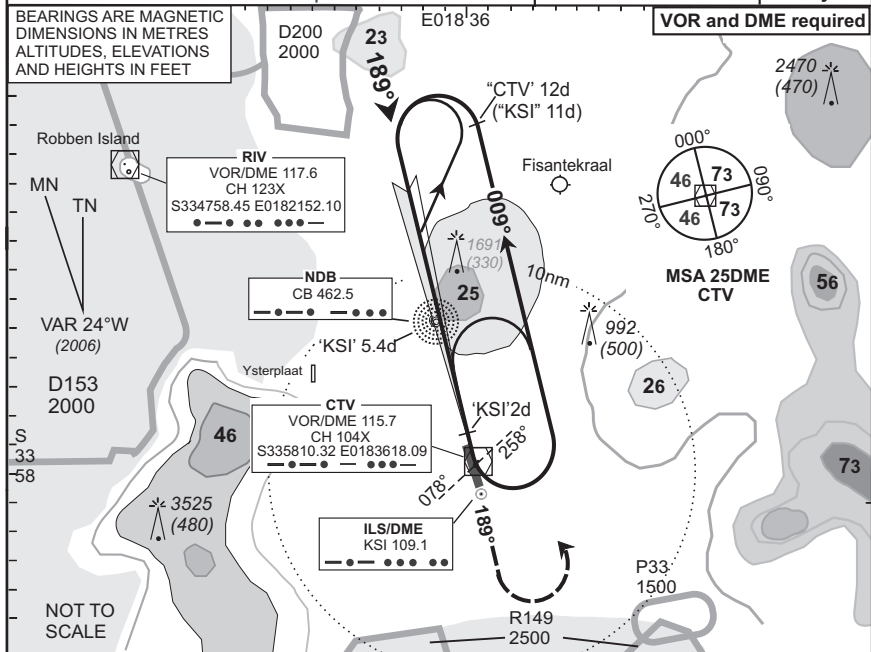 BEARINGS ARE MAGNETIC
DIMENSIONS IN METRES
ALTITUDES, ELEVATIONS
AND HEIGHTS IN FEET
D200
2000
23
189°
E018 36
VOR and DME required
2470
(470)
"CTV' 12d
("KSI" 11d)
Robben Island
RIV
VOR/DME 117.6
CH 123X
S334758.45 E0182152.10
MN
TN
VAR 24°W
(2006)
Fisantekraal
000°
090°
180°
270°
46
73
46
73
MSA 25DME
CTV
009°
1691
(330)
25
10nm
NDB
CB 462.5
'KSI' 5.4d
56
992
(500)
26
Ysterplaat
D153
2000
'KSI'2d
CTV
VOR/DME 115.7
CH 104X
S335810.32 E0183618.09
258°
078°
S
33
58
46
73
3525
(480)
189°
ILS/DME
KSI 109.1
P33
1500
NOT TO
SCALE
R149
2500